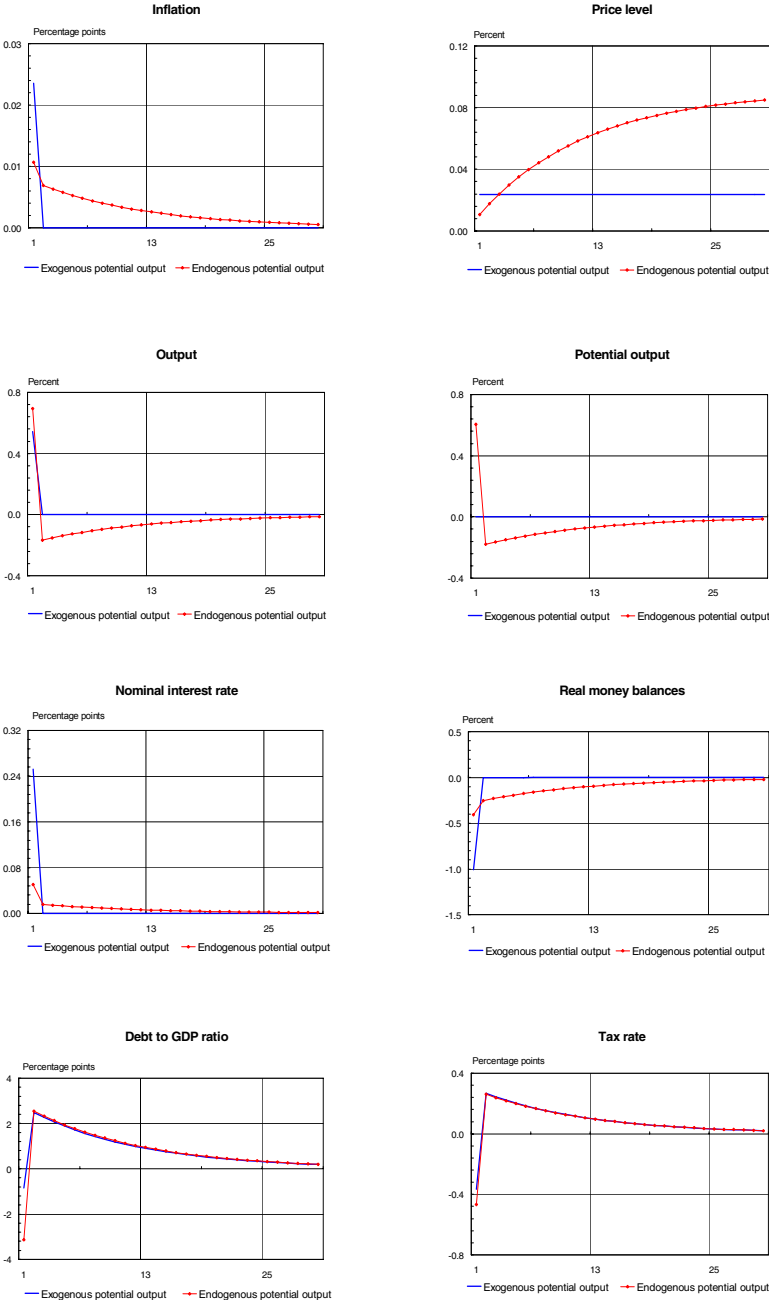 Inflation
Percentage points
0.03
0.02
0.01
0.00
1 13 25
Exogenous potential output Endogenous potential output
Price level
Percent
0.12
0.08
0.04
0.00
1 13 25
Exogenous potential output Endogenous potential output
Output
Percent
0.8
0.4
0.0
-0.4
1 13 25
Exogenous potential output Endogenous potential output
Potential output
Percent
0.8
0.4
0.0
-0.4
1 13 25
Exogenous potential output Endogenous potential output
Nominal interest rate
Percentage points
0.32
0.24
0.16
0.08
0.00
1 13 25
Exogenous potential output Endogenous potential output
Real money balances
Percent
0.5
0.0
-0.5
-1.0
-1.5
1 13 25
Exogenous potential output Endogenous potential output
Debt to GDP ratio
Percentage points
4
2
0
-2
-4
1 13 25
Exogenous potential output Endogenous potential output
Tax rate
Percentage points
0.4
0.0
-0.4
-0.8
1 13 25
Exogenous potential output Endogenous potential output